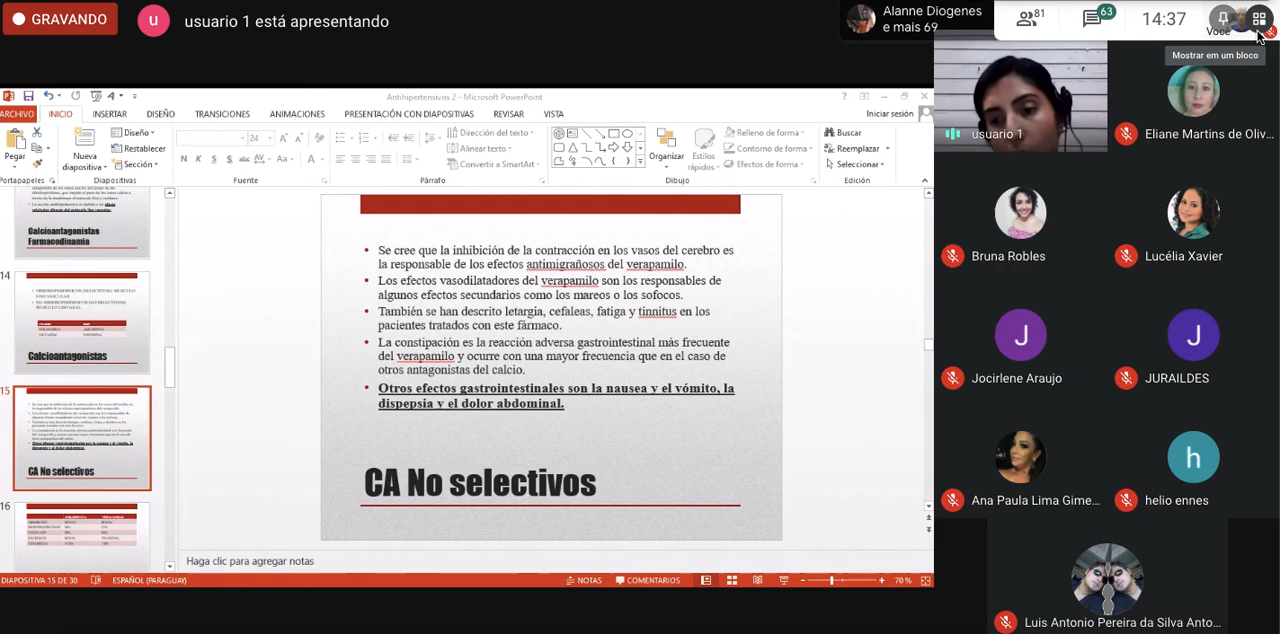 GRAVANDO
u
usuario 1 está apresentando
Alanne Diogenes
e mais 69
81
63
14:37
Você
Mostrar em um bloco
Antihipertensivos 2 - Microsoft PowerPoint
ARCHIVO
INICIO
INSERTAR
DISEÑO
TRANSICIONES
ANIMACIONES
PRESENTACIÓN CON DIAPOSITIVAS
REVISAR
VISTA
Iniciar sesión
Pegar
Nueva
diapositiva
Diseño
Restablecer
Sección
24
Dirección del texto
Alinear texto
Convertir a SmartArt
Organizar
Estilos
rápidos
Relleno de forma
Contorno de forma
Efectos de forma
Buscar
Reemplazar
Seleccionar
Portapapeles
Diapositivas
Fuente
Párrafo
Dibujo
Edición
Calcioantagonistas
Farmacodinamia
14
Calcioantagonistas
15
CA No selectivos
16
Se cree que la inhibición de la contracción en los vasos del cerebro es
la responsable de los efectos antimigrañosos del verapamilo.
Los efectos vasodilatadores del verapamilo son los responsables de
algunos efectos secundarios como los mareos o los sofocos.
También se han descrito letargia, cefaleas, fatiga y tinnitus en los
pacientes tratados con este fármaco.
La constipación es la reacción adversa gastrointestinal más frecuente
del verapamilo y ocurre con una mayor frecuencia que en el caso de
otros antagonistas del calcio.
Otros efectos gastrointestinales son la nausea y el vómito, la
dispepsia y el dolor abdominal.
CA No selectivos
Haga clic para agregar notas
DIAPOSITIVA 15 DE 30
ESPAÑOL (PARAGUAY)
NOTAS
COMENTARIOS
70 %
usuario 1
Eliane Martins de Oliv...
Bruna Robles
Lucélia Xavier
J
Jocirlene Araujo
J
JURAILDES
Ana Paula Lima Gime...
h
helio ennes
Luis Antonio Pereira da Silva Anto...